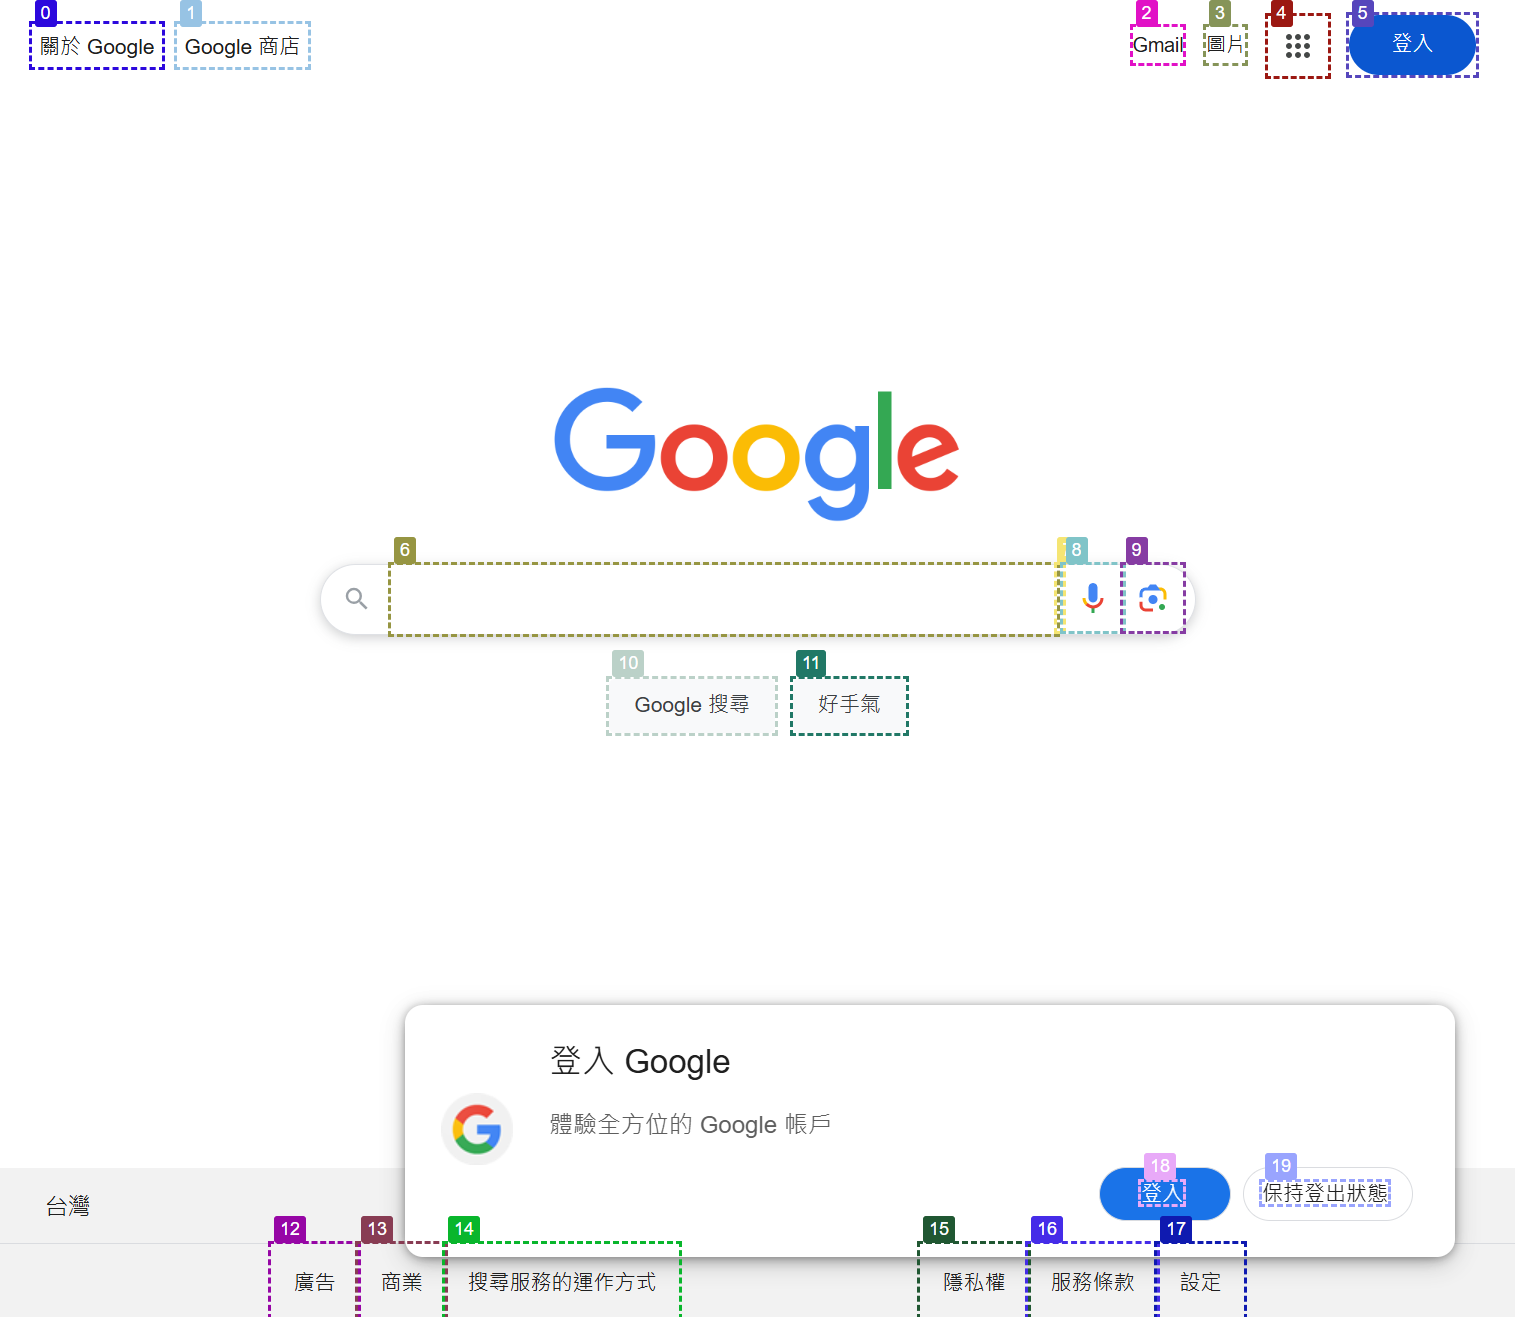 0 1 2 3 4 5
關於 Google Google 商店 Gmail 圖片 登入
Google
6 8 9
10 11
Google 搜尋 好手氣
登入 Google
體驗全方位的 Google 帳戶
18 19
登入 保持登出狀態
台灣
12 13 14 15 16 17
廣告 商業 搜尋服務的運作方式 隱私權 服務條款 設定